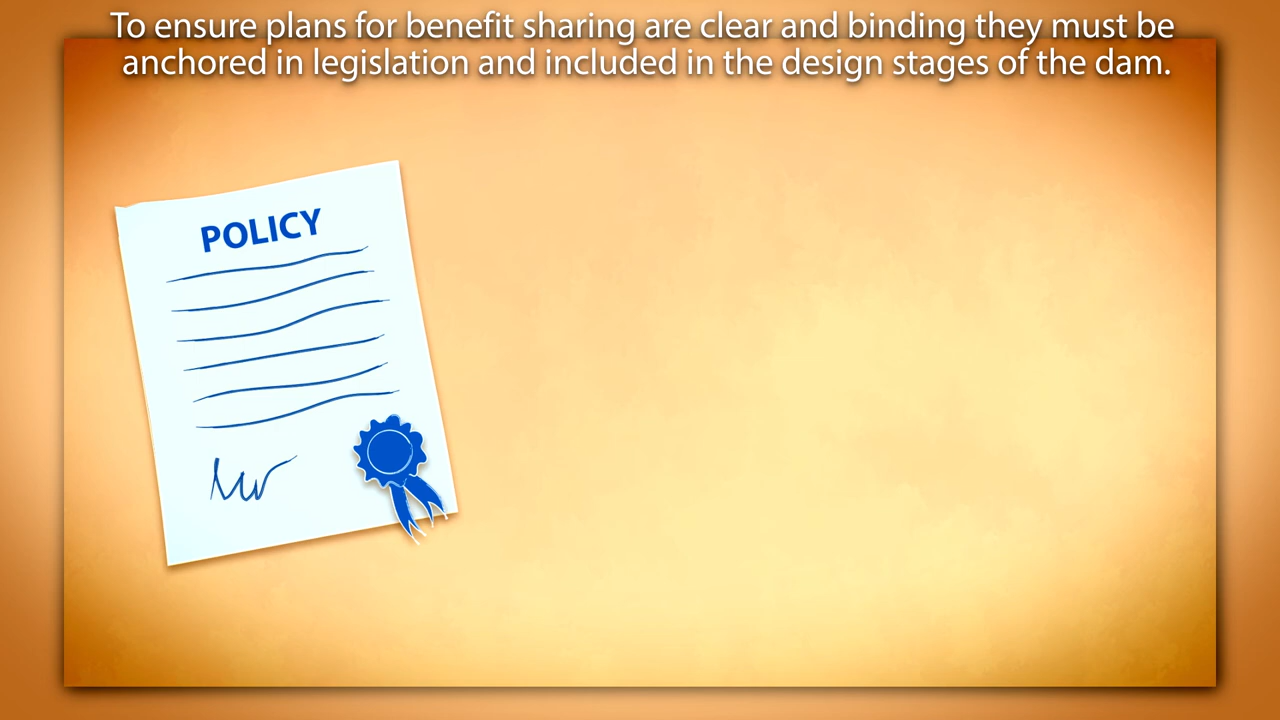 To ensure plans for benefit sharing are clear and binding they must be
anchored in legislation and included in the design stages of the dam.
POLICY